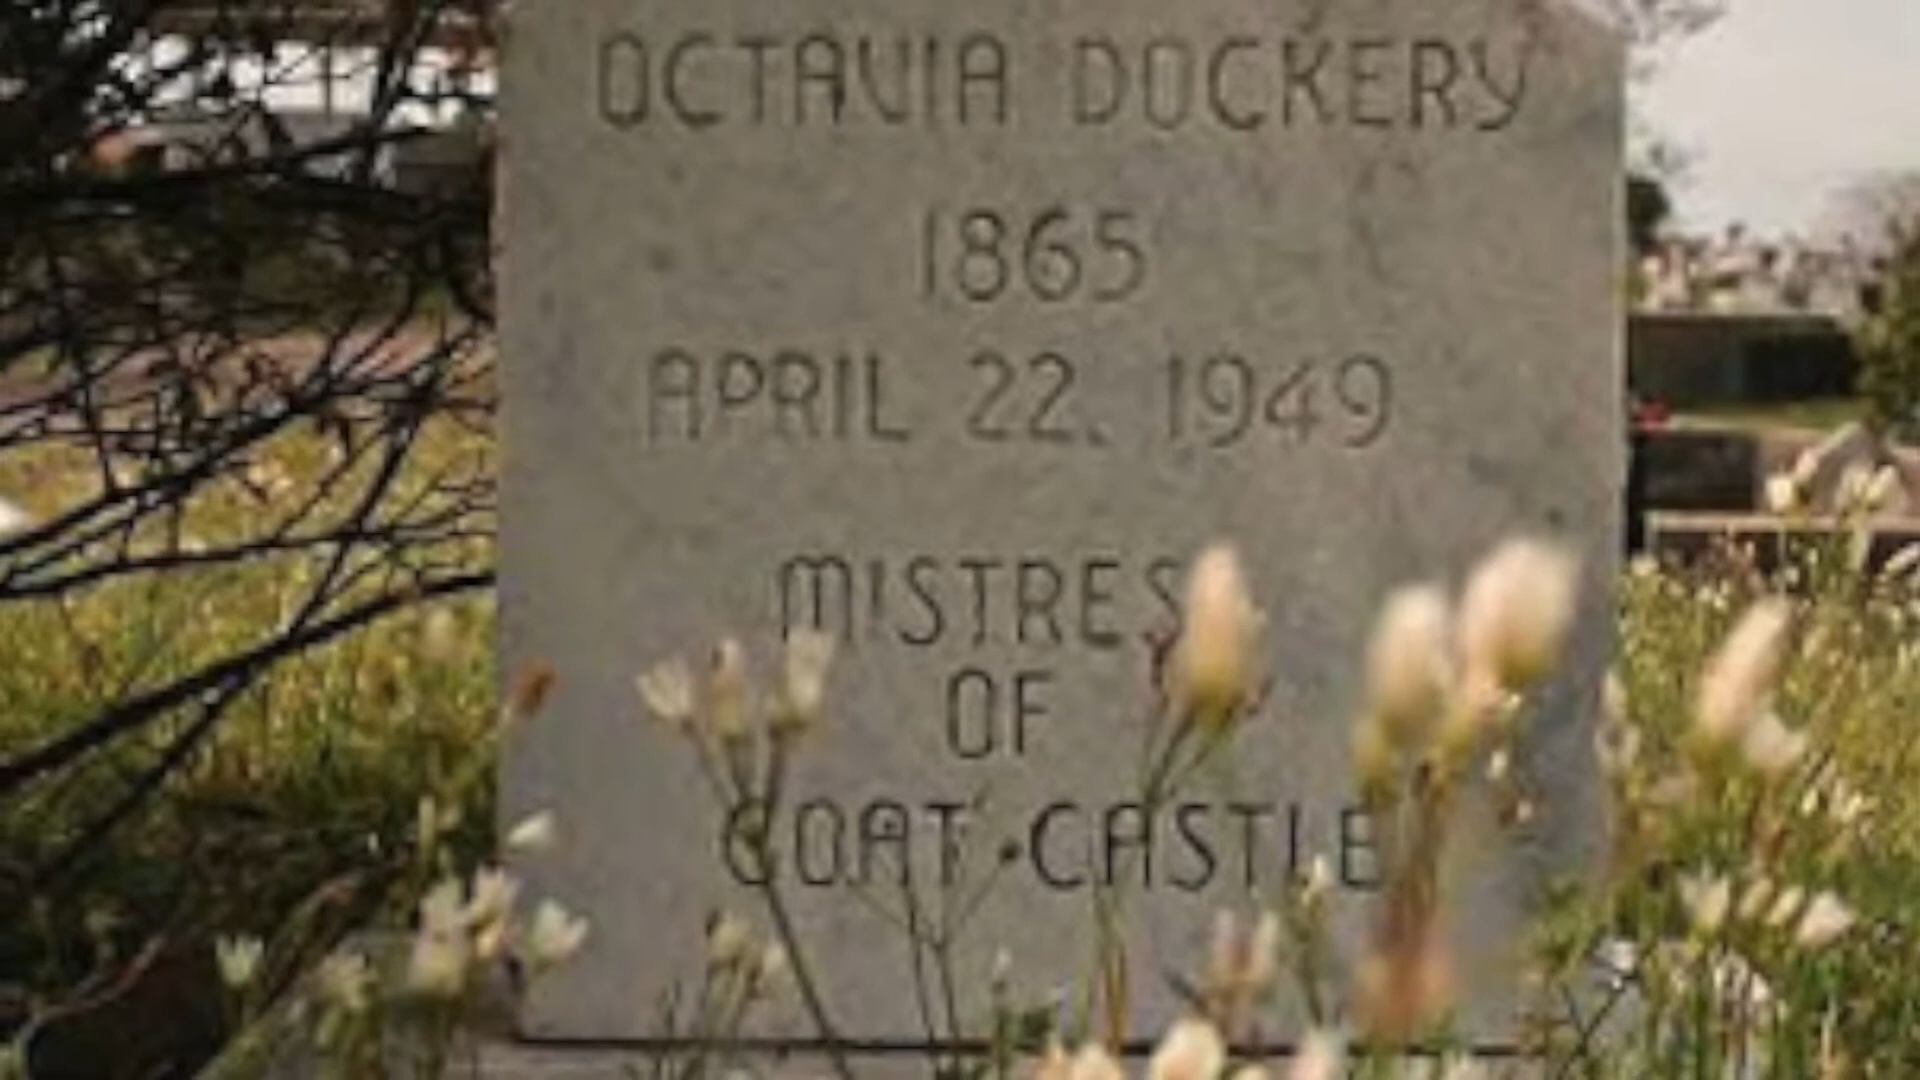 OCTAVIA DOCKERY
1865
APRIL 22, 1949
MISTRESS
OF
GOAT CASTLE